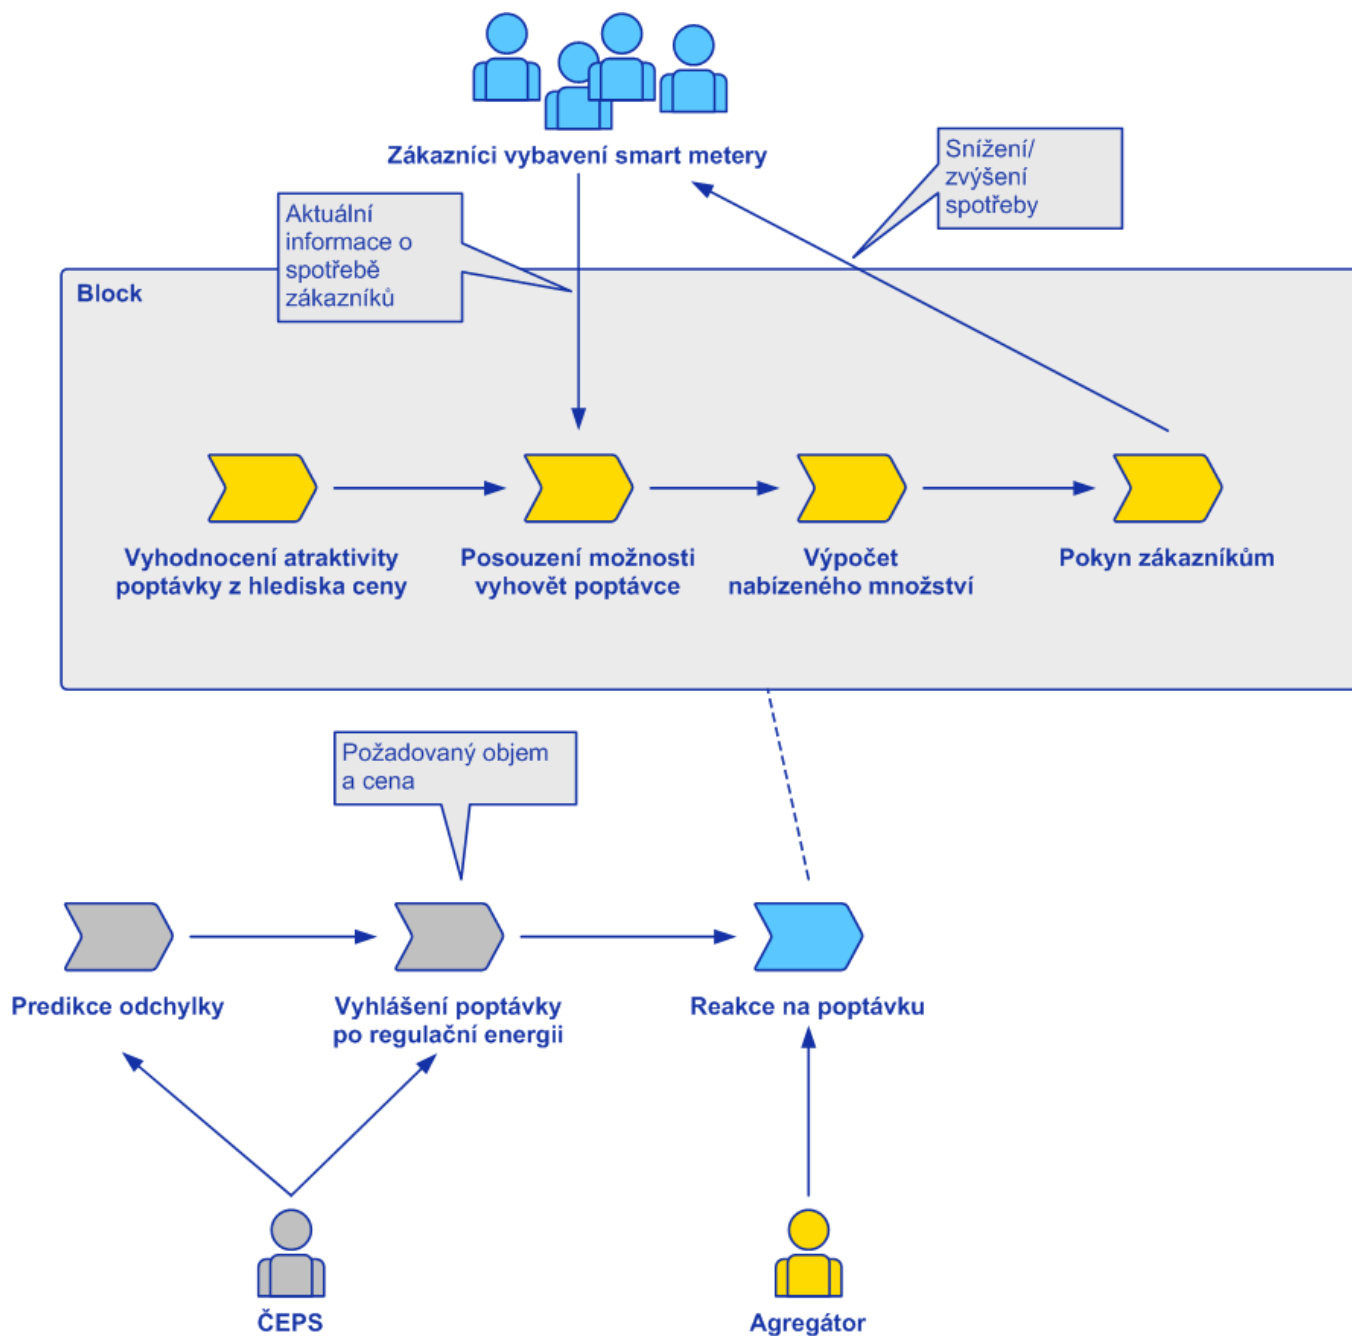 Zákazníci vybavení smart metery
Snížení/
zvýšení
spotřeby
Aktuální
informace o
spotřebě
zákazníků
Block
Vyhodnocení atraktivity
poptávky z hlediska ceny
Posouzení možnosti
vyhovět poptávce
Výpočet
nabízeného množství
Pokyn zákazníkům
Požadovaný objem
a cena
Predikce odchylky
Vyhlášení poptávky
po regulační energii
Reakce na poptávku
ČEPS
Agregátor